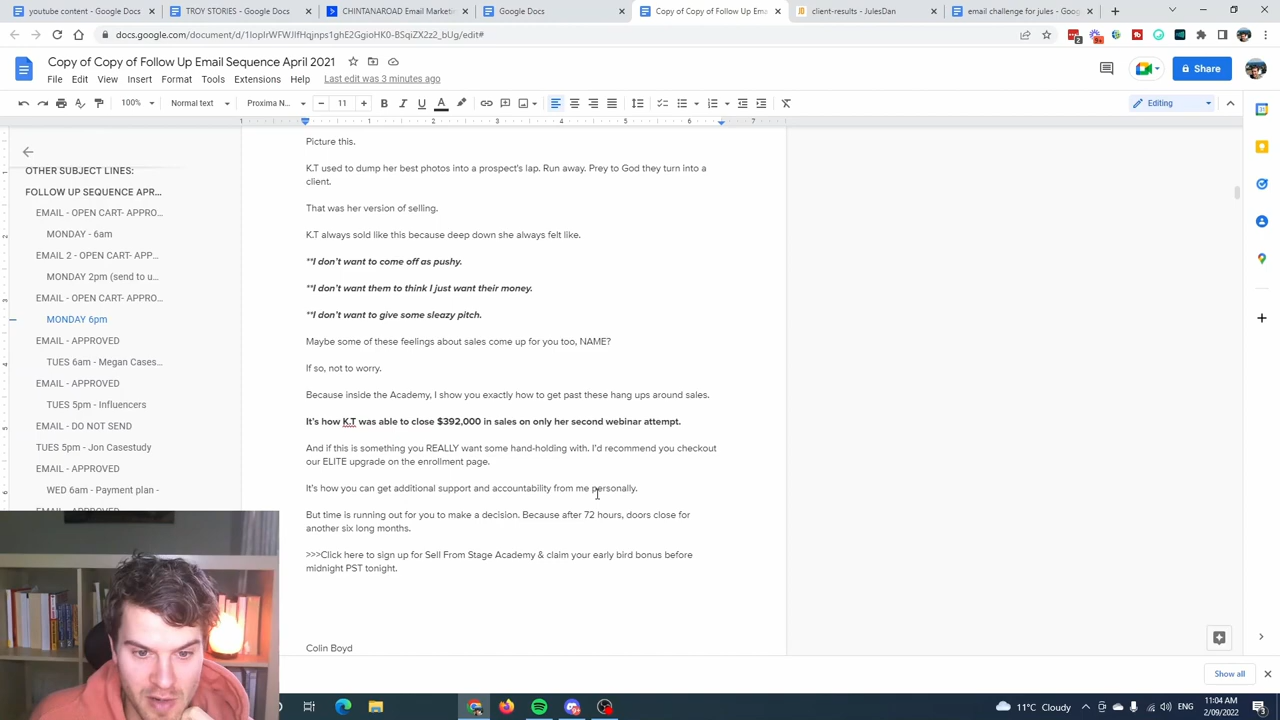 youtube content - Google Docs
TROY STORIES - Google Docs
CHINTANAROAD Email Market
Google Docs
Copy of Copy of Follow Up Ema
client-results - JulesDan
email challenge for jules - Goog
docs.google.com/document/d/1IopIrWFWJIfHqjnps1ghE2GgioHK0-BSqiZX2z2_bUg/edit#
Copy of Copy of Follow Up Email Sequence April 2021
File Edit View Insert Format Tools Extensions Help Last edit was 3 minutes ago
Share
100% Normal text Proxima N... 11
Editing
OTHER SUBJECT LINES:
FOLLOW UP SEQUENCE APR...
EMAIL - OPEN CART- APPRO...
MONDAY - 6am
EMAIL 2 - OPEN CART- APP...
MONDAY 2pm (send to u...
EMAIL - OPEN CART- APPRO...
MONDAY 6pm
EMAIL - APPROVED
TUES 6am - Megan Cases...
EMAIL - APPROVED
TUES 5pm - Influencers
EMAIL - DO NOT SEND
TUES 5pm - Jon Casestudy
EMAIL - APPROVED
WED 6am - Payment plan -
Picture this.
K.T used to dump her best photos into a prospect's lap. Run away. Prey to God they turn into a
client.
That was her version of selling.
K.T always sold like this because deep down she always felt like.
**I don't want to come off as pushy.
**I don't want them to think I just want their money.
**I don't want to give some sleazy pitch.
Maybe some of these feelings about sales come up for you too, NAME?
If so, not to worry.
Because inside the Academy, I show you exactly how to get past these hang ups around sales.
It's how K.T was able to close $392,000 in sales on only her second webinar attempt.
And if this is something you REALLY want some hand-holding with. I'd recommend you checkout
our ELITE upgrade on the enrollment page.
It's how you can get additional support and accountability from me personally.
But time is running out for you to make a decision. Because after 72 hours, doors close for
another six long months.
>>>Click here to sign up for Sell From Stage Academy & claim your early bird bonus before
midnight PST tonight.
Colin Boyd
Show all
11°C Cloudy
11:04 AM
2/09/2022